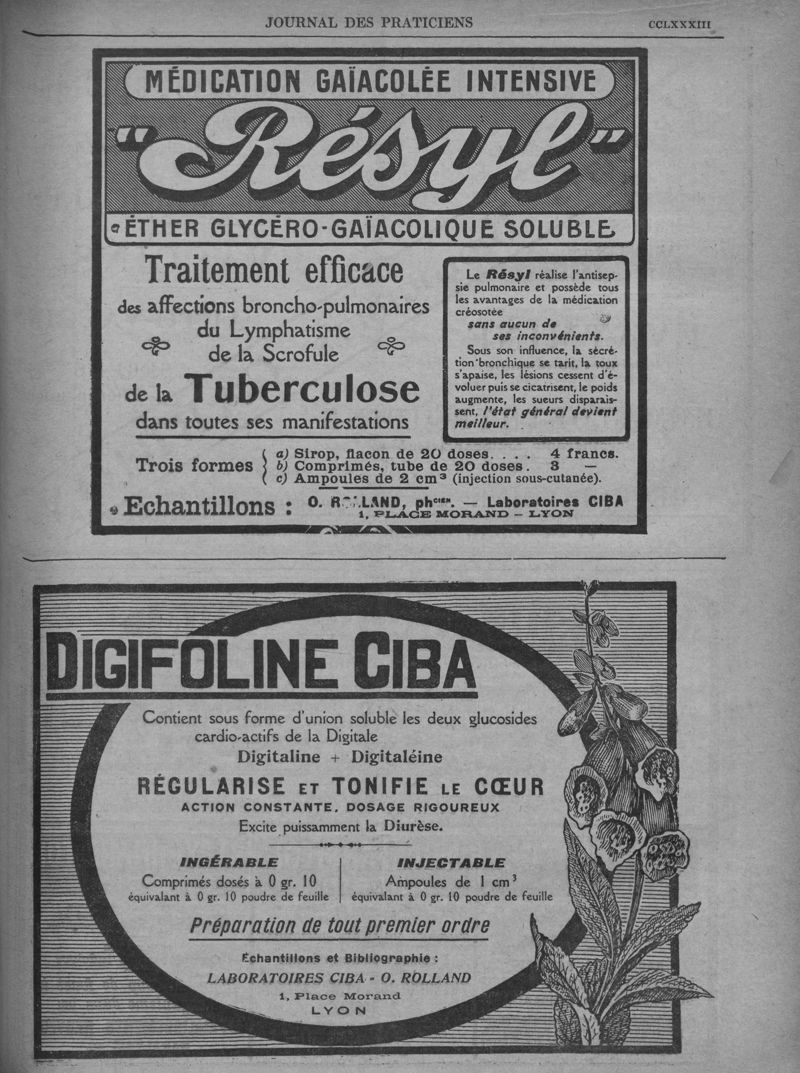 JOURNAL DES PRATICIENS
CCLXXXIII
MÉDICATION GAÏACOLÉE INTENSIVE
"Résyl"
ÉTHER GLYCÉRO-GAÏACOLIQUE SOLUBLE
Traitement efficace
des affections broncho-pulmonaires
du Lymphatisme
de la Scrofule
de la Tuberculose
dans toutes ses manifestations
Le Résyl réalise l'antisep-
sie pulmonaire et possède tous
les avantages de la médication
créosotée
sans aucun de
ses inconvénients.
Sous son influence, la sécré-
tion bronchique se tarit, la toux
s'apaise, les lésions cessent d'é-
voluer puis se cicatrisent, le poids
augmente, les sueurs disparais-
sent, l'état général devient
meilleur.
Trois formes
a) Sirop, flacon de 20 doses. . . . 4 francs.
b) Comprimés, tube de 20 doses. 3 —
c) Ampoules de 2 cm³ (injection sous-cutanée).
Echantillons :
O. ROLLAND, phcien. — Laboratoires CIBA
1, PLACE MORAND — LYON
DIGIFOLINE CIBA
Contient sous forme d'union soluble les deux glucosides
cardio-actifs de la Digitale
Digitaline + Digitaléine
RÉGULARISE ET TONIFIE LE CŒUR
ACTION CONSTANTE, DOSAGE RIGOUREUX
Excite puissamment la Diurèse.
INGÉRABLE
Comprimés dosés à 0 gr. 10
équivalant à 0 gr. 10 poudre de feuille
INJECTABLE
Ampoules de 1 cm³
équivalant à 0 gr. 10 poudre de feuille
Préparation de tout premier ordre
Échantillons et Bibliographie :
LABORATOIRES CIBA - O. ROLLAND
1, Place Morand
LYON